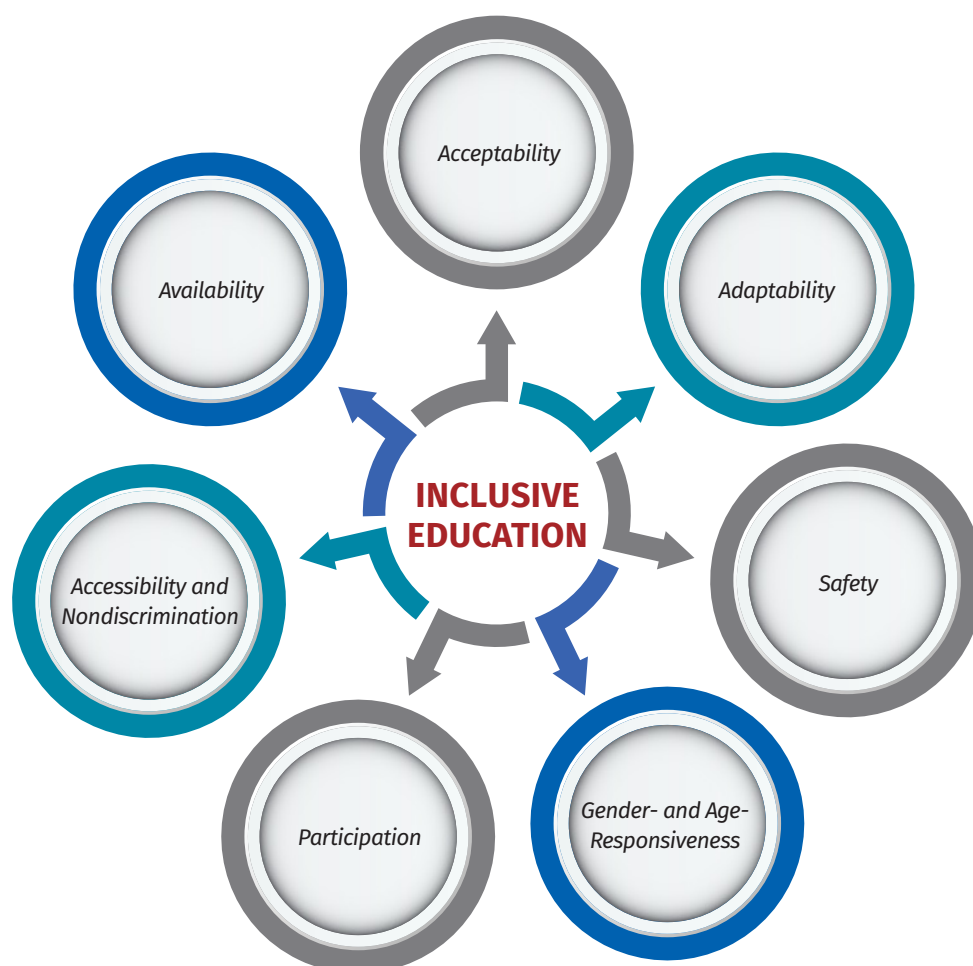 Acceptability
Availability
Adaptability
INCLUSIVE
EDUCATION
Accessibility and
Nondiscrimination
Safety
Participation
Gender- and Age-
Responsiveness